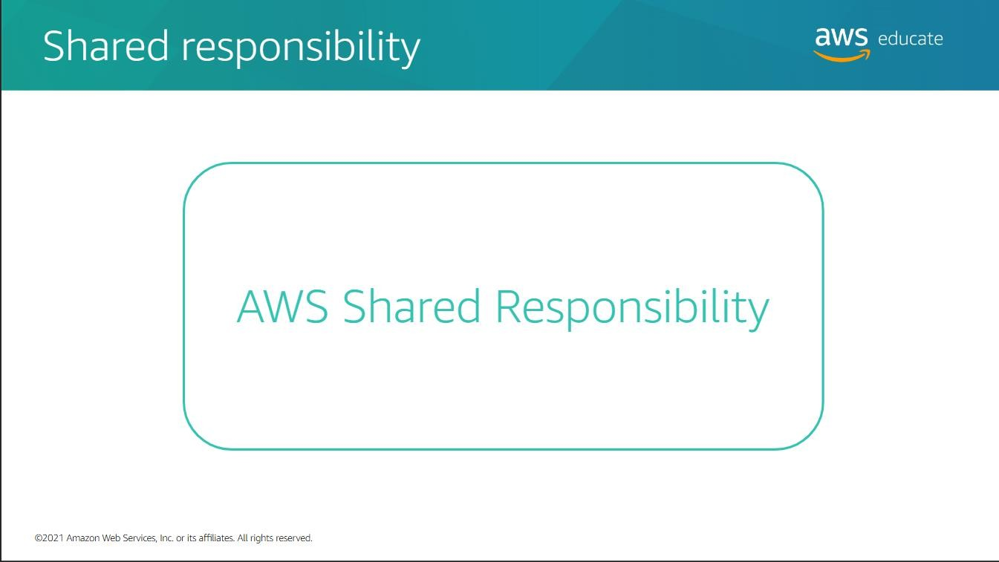 Shared responsibility
aws educate
AWS Shared Responsibility
©2021 Amazon Web Services, Inc. or its affiliates. All rights reserved.